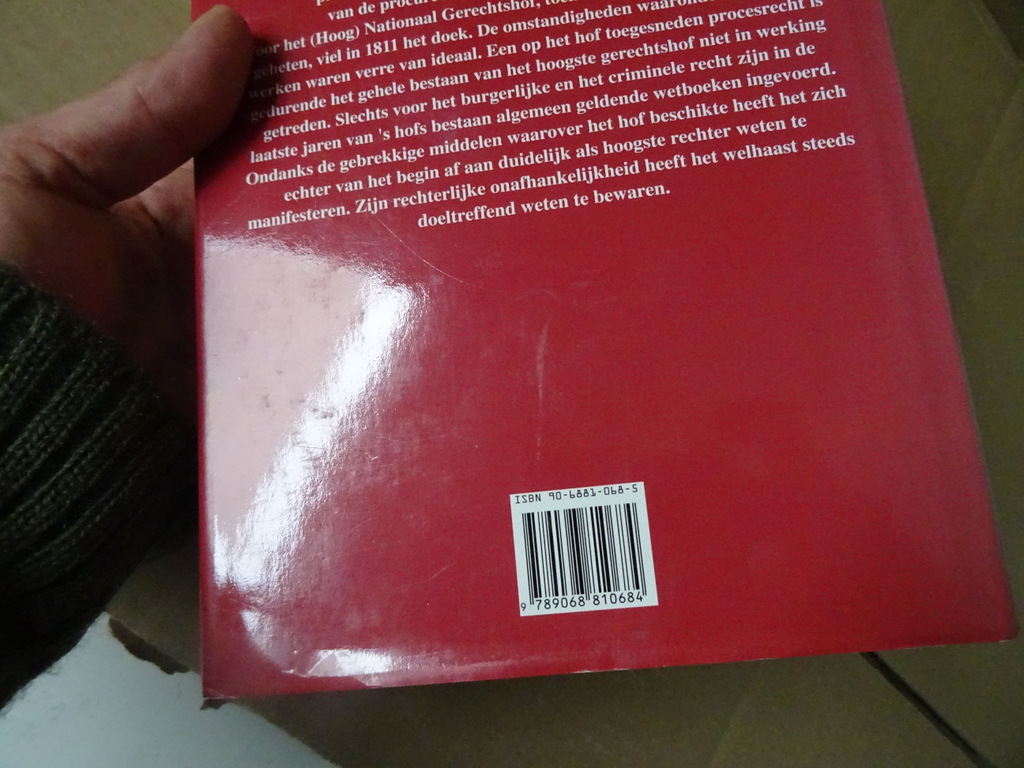 van de procure
voor het (Hoog) Nationaal Gerechtshof,
geheten, viel in 1811 het doek. De omstandigheden
werken waren verre van ideaal. Een op het hof toegesneden procesrecht is
gedurende het gehele bestaan van het hoogste gerechtshof niet in werking
getreden. Slechts voor het burgerlijke en het criminele recht zijn in de
laatste jaren van 's hofs bestaan algemeen geldende wetboeken ingevoerd.
Ondanks de gebrekkige middelen waarover het hof beschikte heeft het zich
echter van het begin af aan duidelijk als hoogste rechter weten te
manifesteren. Zijn rechterlijke onafhankelijkheid heeft het welhaast steeds
doeltreffend weten te bewaren.
ISBN 90-6881-068-5
9 789068 810684